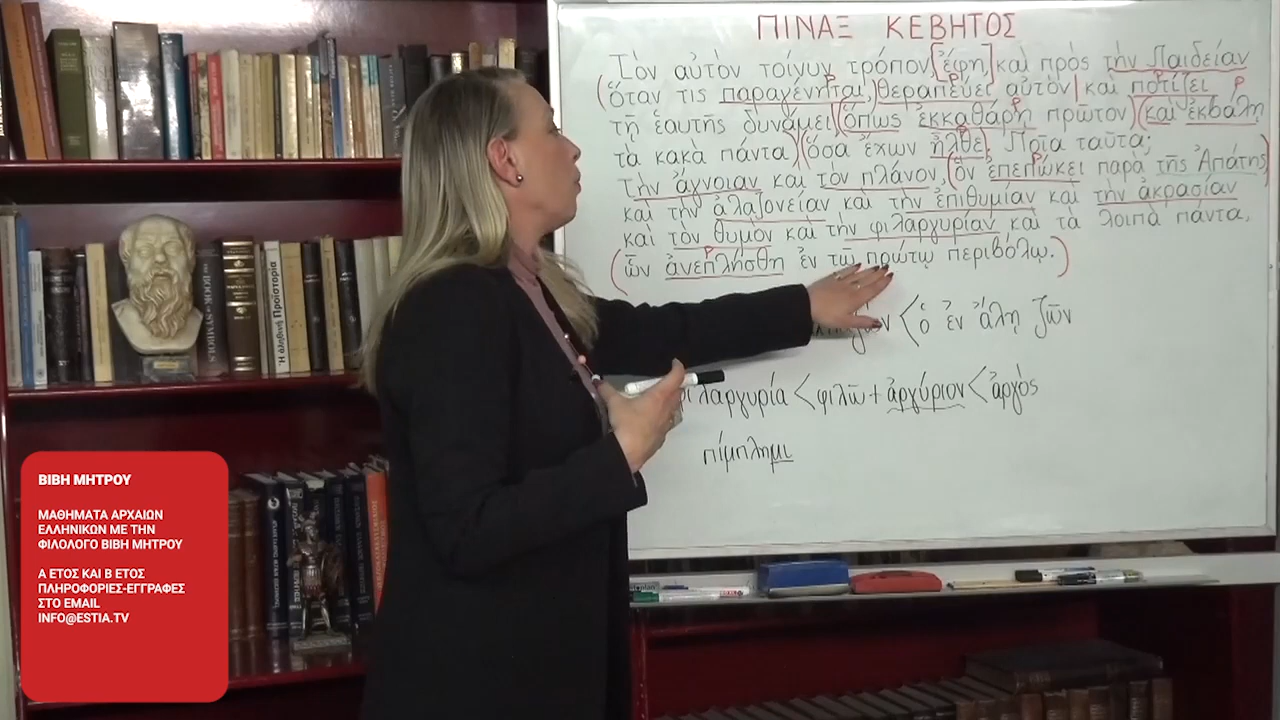 ΠΙΝΑΞ ΚΕΒΗΤΟΣ
Τὸν αὐτὸν τοίνυν τρόπον, [ἔφη,] καὶ πρὸς τὴν Παιδείαν
(ὅταν τις παραγένηται,) θεραπεύει αὐτὸν | καὶ ποτίζει
τῇ ἑαυτῆς δυνάμει, (ὅπως ἐκκαθάρῃ πρῶτον) (καὶ ἐκβάλῃ
τὰ κακὰ πάντα) (ὅσα ἔχων ἦλθε). Ποῖα ταῦτα;
Τὴν ἄγνοιαν καὶ τὸν πλάνον, (ὃν ἐπεπώκει παρὰ τῆς Ἀπάτης)
καὶ τὴν ἀλαζονείαν καὶ τὴν ἐπιθυμίαν καὶ τὴν ἀκρασίαν
καὶ τὸν θυμὸν καὶ τὴν φιλαργυρίαν καὶ τὰ λοιπὰ πάντα,
(ὧν ἀνεπλήσθη ἐν τῷ πρώτῳ περιβόλῳ.)
< ὁ ἐν ἄλῃ ζῶν
φιλαργυρία < φιλῶ + ἀργύριον < ἀργός
πίμπλημι
ΒΙΒΗ ΜΗΤΡΟΥ
ΜΑΘΗΜΑΤΑ ΑΡΧΑΙΩΝ
ΕΛΛΗΝΙΚΩΝ ΜΕ ΤΗΝ
ΦΙΛΟΛΟΓΟ ΒΙΒΗ ΜΗΤΡΟΥ
Α ΕΤΟΣ ΚΑΙ Β ΕΤΟΣ
ΠΛΗΡΟΦΟΡΙΕΣ-ΕΓΓΡΑΦΕΣ
ΣΤΟ EMAIL
INFO@ESTIA.TV